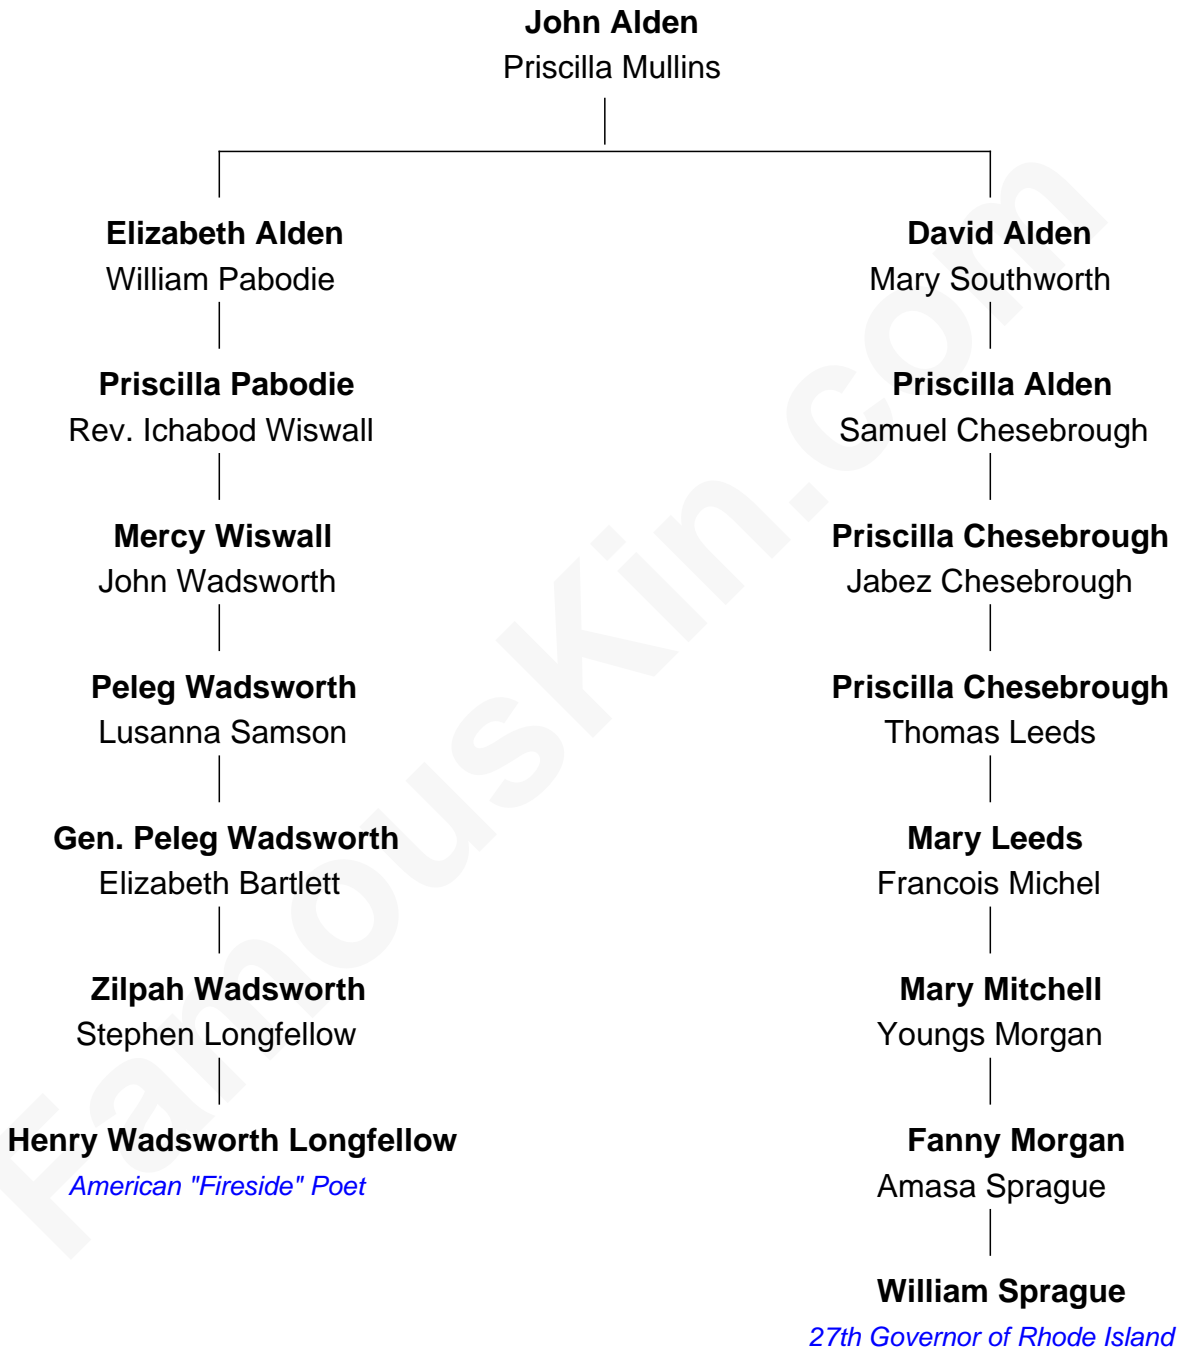 John Alden
Priscilla Mullins
Elizabeth Alden
William Pabodie
David Alden
Mary Southworth
Priscilla Pabodie
Rev. Ichabod Wiswall
Priscilla Alden
Samuel Chesebrough
Mercy Wiswall
John Wadsworth
Priscilla Chesebrough
Jabez Chesebrough
Peleg Wadsworth
Lusanna Samson
Priscilla Chesebrough
Thomas Leeds
Gen. Peleg Wadsworth
Elizabeth Bartlett
Mary Leeds
Francois Michel
Zilpah Wadsworth
Stephen Longfellow
Mary Mitchell
Youngs Morgan
Henry Wadsworth Longfellow
American "Fireside" Poet
Fanny Morgan
Amasa Sprague
William Sprague
27th Governor of Rhode Island
FamousKin.com